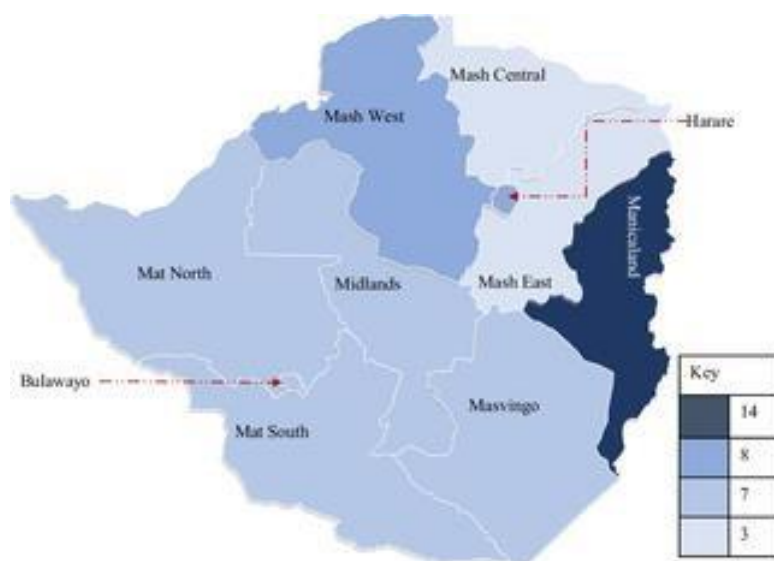 Mash Central
Mash West
Harare
Manicaland
Mat North
Midlands
Mash East
Bulawayo
Masvingo
Mat South
Key
14
8
7
3